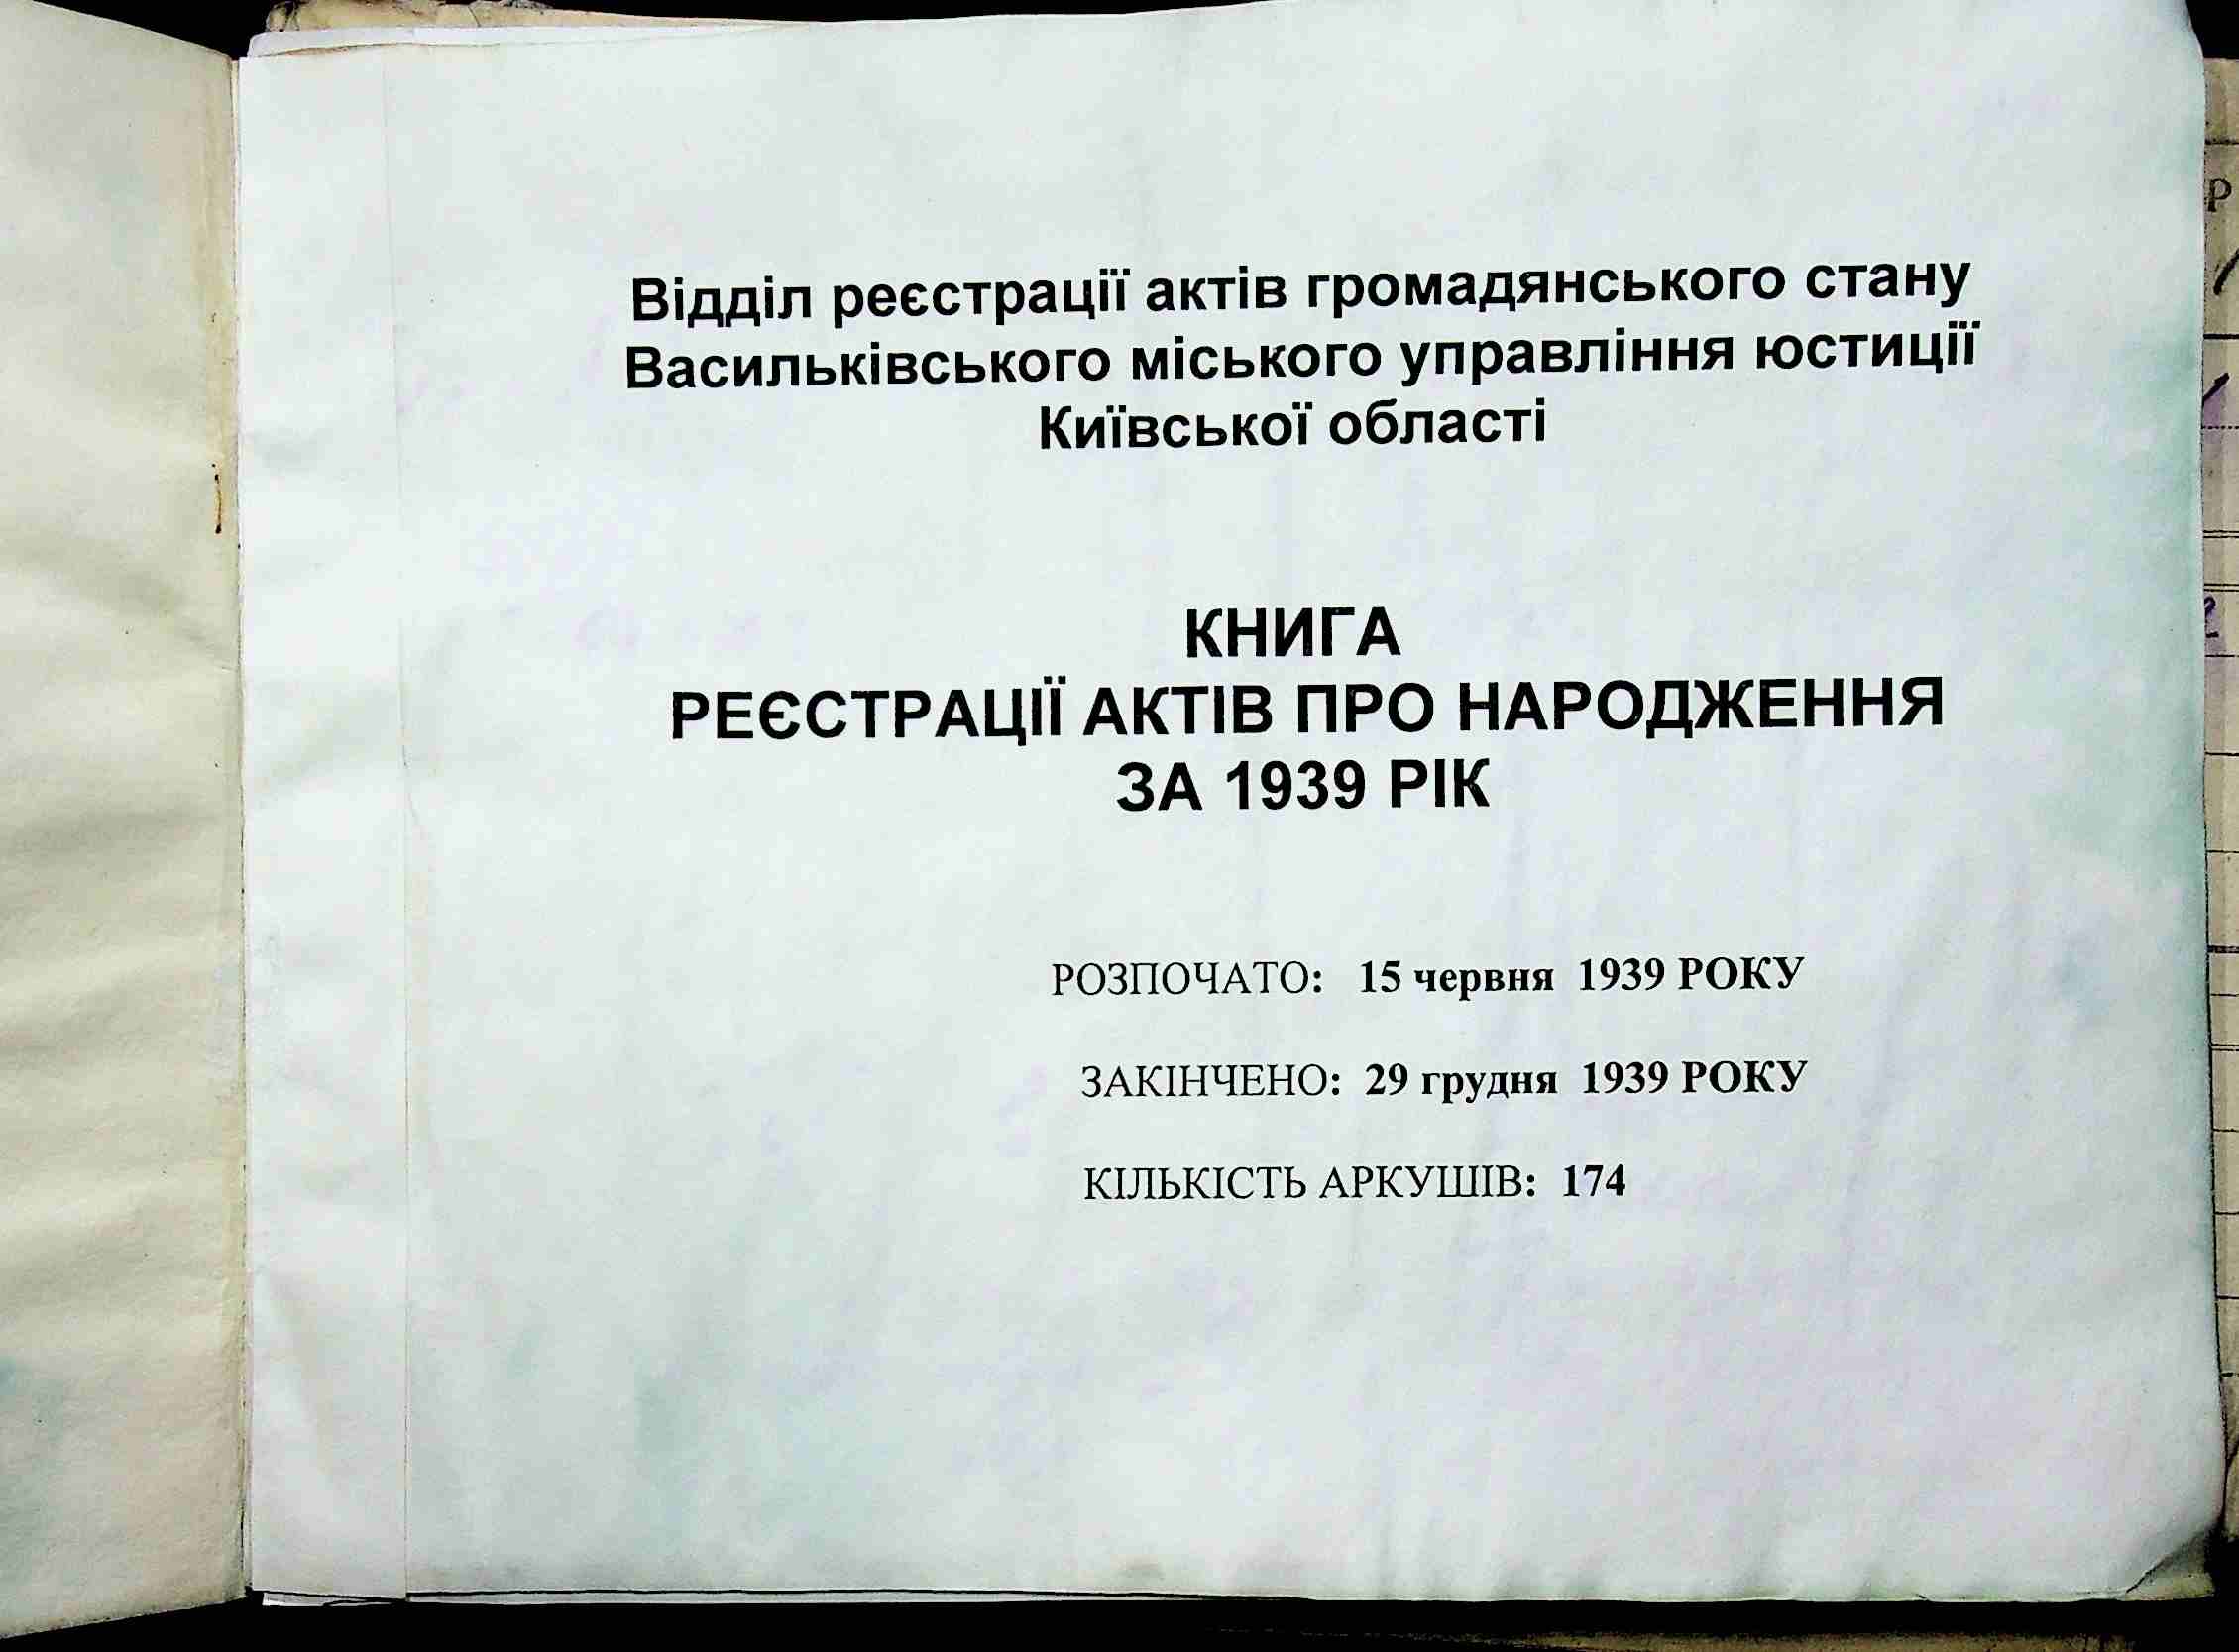 Відділ реєстрації актів громадянського стану
Васильківського міського управління юстиції
Київської області
КНИГА
РЕЄСТРАЦІЇ АКТІВ ПРО НАРОДЖЕННЯ
ЗА 1939 РІК
РОЗПОЧАТО: 15 червня 1939 РОКУ
ЗАКІНЧЕНО: 29 грудня 1939 РОКУ
КІЛЬКІСТЬ АРКУШІВ: 174